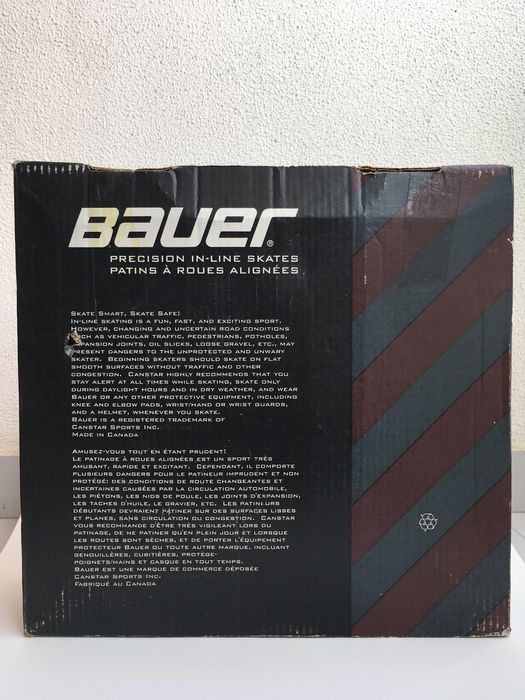 Bauer®
PRECISION IN-LINE SKATES
PATINS À ROUES ALIGNÉES
SKATE SMART, SKATE SAFE!
IN-LINE SKATING IS A FUN, FAST, AND EXCITING SPORT.
HOWEVER, CHANGING AND UNCERTAIN ROAD CONDITIONS
SUCH AS VEHICULAR TRAFFIC, PEDESTRIANS, POTHOLES,
EXPANSION JOINTS, OIL SLICKS, LOOSE GRAVEL, ETC., MAY
PRESENT DANGERS TO THE UNPROTECTED AND UNWARY
SKATER. BEGINNING SKATERS SHOULD SKATE ON FLAT
SMOOTH SURFACES WITHOUT TRAFFIC AND OTHER
CONGESTION. CANSTAR HIGHLY RECOMMENDS THAT YOU
STAY ALERT AT ALL TIMES WHILE SKATING, SKATE ONLY
DURING DAYLIGHT HOURS AND IN DRY WEATHER, AND WEAR
BAUER OR ANY OTHER PROTECTIVE EQUIPMENT, INCLUDING
KNEE AND ELBOW PADS, WRIST/HAND OR WRIST GUARDS,
AND A HELMET, WHENEVER YOU SKATE.
BAUER IS A REGISTERED TRADEMARK OF
CANSTAR SPORTS INC.
MADE IN CANADA
AMUSEZ-VOUS TOUT EN ÉTANT PRUDENT!
LE PATINAGE À ROUES ALIGNÉES EST UN SPORT TRÈS
AMUSANT, RAPIDE ET EXCITANT. CEPENDANT, IL COMPORTE
PLUSIEURS DANGERS POUR LE PATINEUR IMPRUDENT ET NON
PROTÉGÉ: DES CONDITIONS DE ROUTE CHANGEANTES ET
INCERTAINES CAUSÉES PAR LA CIRCULATION AUTOMOBILE,
LES PIÉTONS, LES NIDS DE POULE, LES JOINTS D'EXPANSION,
LES TACHES D'HUILE, LE GRAVIER, ETC. LES PATINEURS
DÉBUTANTS DEVRAIENT PATINER SUR DES SURFACES LISSES
ET PLANES, SANS CIRCULATION OU CONGESTION. CANSTAR
VOUS RECOMMANDE D'ÊTRE TRÈS VIGILEANT LORS DU
PATINAGE, DE NE PATINER QU'EN PLEIN JOUR ET LORSQUE
LES ROUTES SONT SÈCHES, ET DE PORTER L'ÉQUIPEMENT
PROTECTEUR BAUER OU TOUTE AUTRE MARQUE, INCLUANT
GENOUILLÈRES, CUBITIÈRES, PROTÈGE-
POIGNETS/MAINS ET CASQUE EN TOUT TEMPS.
BAUER EST UNE MARQUE DE COMMERCE DÉPOSÉE
CANSTAR SPORTS INC.
FABRIQUÉ AU CANADA